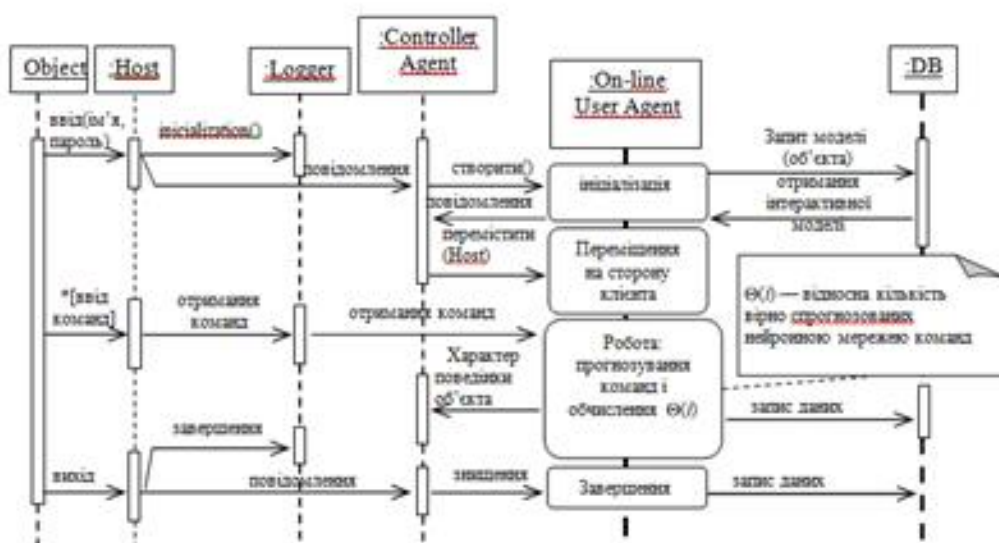 Object
:Host
:Logger
:Controller
Agent
:On-line
User Agent
:DB
ввід(ім’я,
пароль)
inicialitation()
повідомлення
створити()
ініціалізація
Запит моделі
(об’єкта)
отримання
інтерактивної
моделі
повідомлення
перемістити
(Host)
Переміщення
на сторону
клієнта
Θ(i) — відносна кількість
вірно спрогнозованих
нейронною мережею команд
*[ввід
команд]
отримання
команд
отримання команд
Робота:
прогнозування
команд і
обчислення Θ(i)
Характер
поведінки
об’єкта
запис даних
завершення
вихід
повідомлення
знищення
Завершення
запис даних